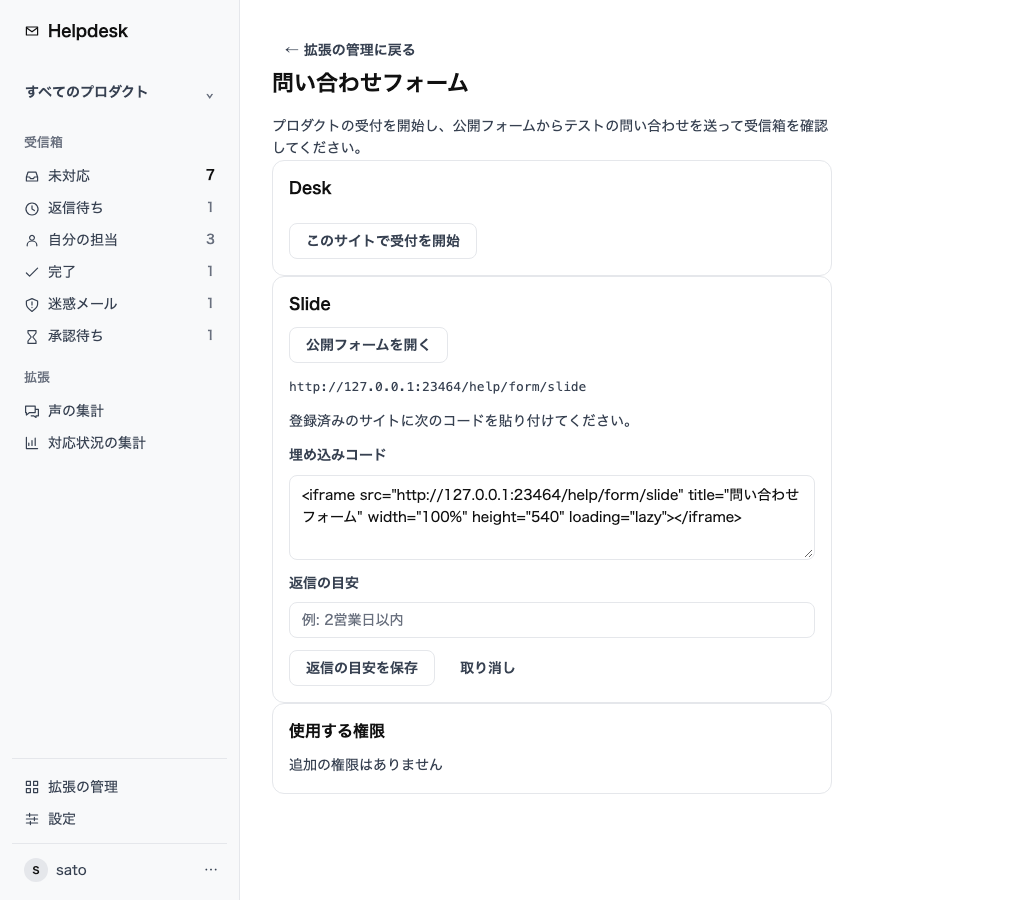 Helpdesk
すべてのプロダクト
受信箱
未対応 7
返信待ち 1
自分の担当 3
完了 1
迷惑メール 1
承認待ち 1
拡張
声の集計
対応状況の集計
拡張の管理
設定
S sato …
← 拡張の管理に戻る
問い合わせフォーム
プロダクトの受付を開始し、公開フォームからテストの問い合わせを送って受信箱を確認
してください。
Desk
このサイトで受付を開始
Slide
公開フォームを開く
http://127.0.0.1:23464/help/form/slide
登録済みのサイトに次のコードを貼り付けてください。
埋め込みコード
<iframe src="http://127.0.0.1:23464/help/form/slide" title="問い合わせ
フォーム" width="100%" height="540" loading="lazy"></iframe>
返信の目安
例: 2営業日以内
返信の目安を保存 取り消し
使用する権限
追加の権限はありません